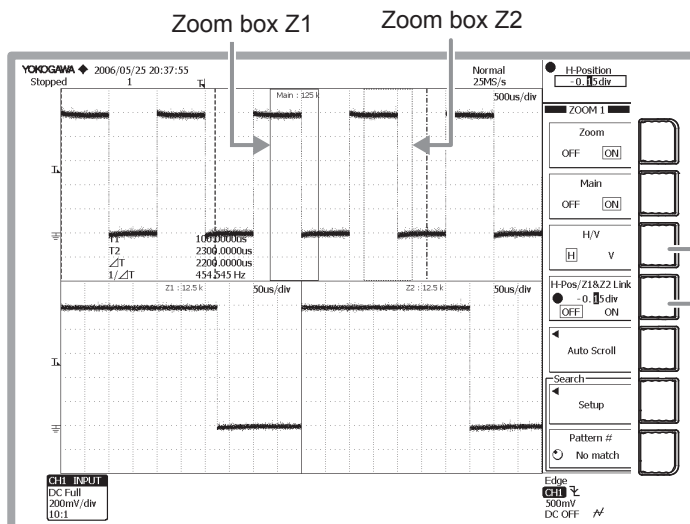 Zoom box Z1 Zoom box Z2
YOKOGAWA ◆ 2006/05/25 20:37:55
Stopped 1
Normal
25MS/s
H-Position
-0.15div
Main : 125 k
500us/div
ZOOM 1
Zoom
OFF ON
Main
OFF ON
H/V
H V
H-Pos/Z1&Z2 Link
-0.15div
OFF ON
Auto Scroll
Search
Setup
Pattern #
No match
T1
T2 2300.0000us
⊿T 2200.0000us
1/⊿T 454.545 Hz
Z1 : 12.5 k 50us/div Z2 : 12.5 k 50us/div
CH1 INPUT
DC Full
200mV/div
10:1
Edge
CH1
500mV
DC OFF